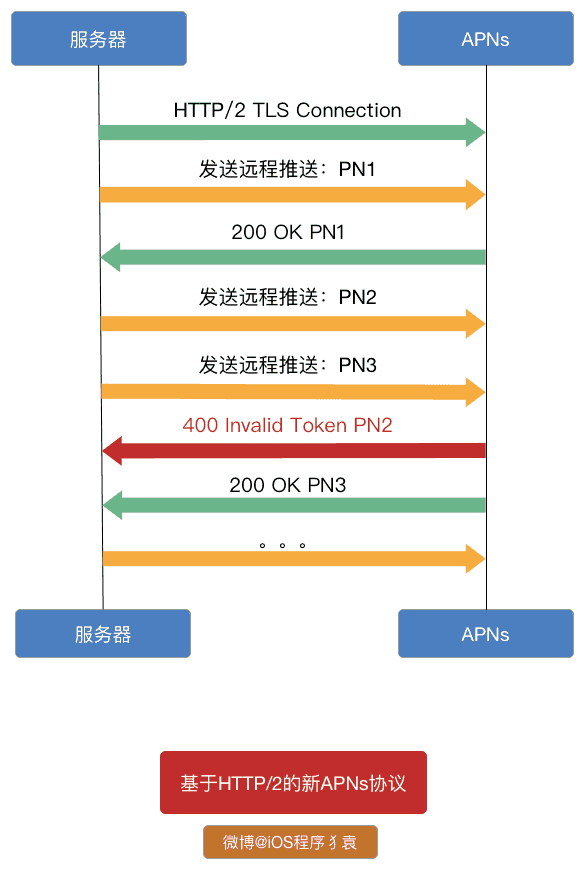 服务器
APNs
HTTP/2 TLS Connection
发送远程推送：PN1
200 OK PN1
发送远程推送：PN2
发送远程推送：PN3
400 Invalid Token PN2
200 OK PN3
。。。
服务器
APNs
基于HTTP/2的新APNs协议
微博@iOS程序犭袁